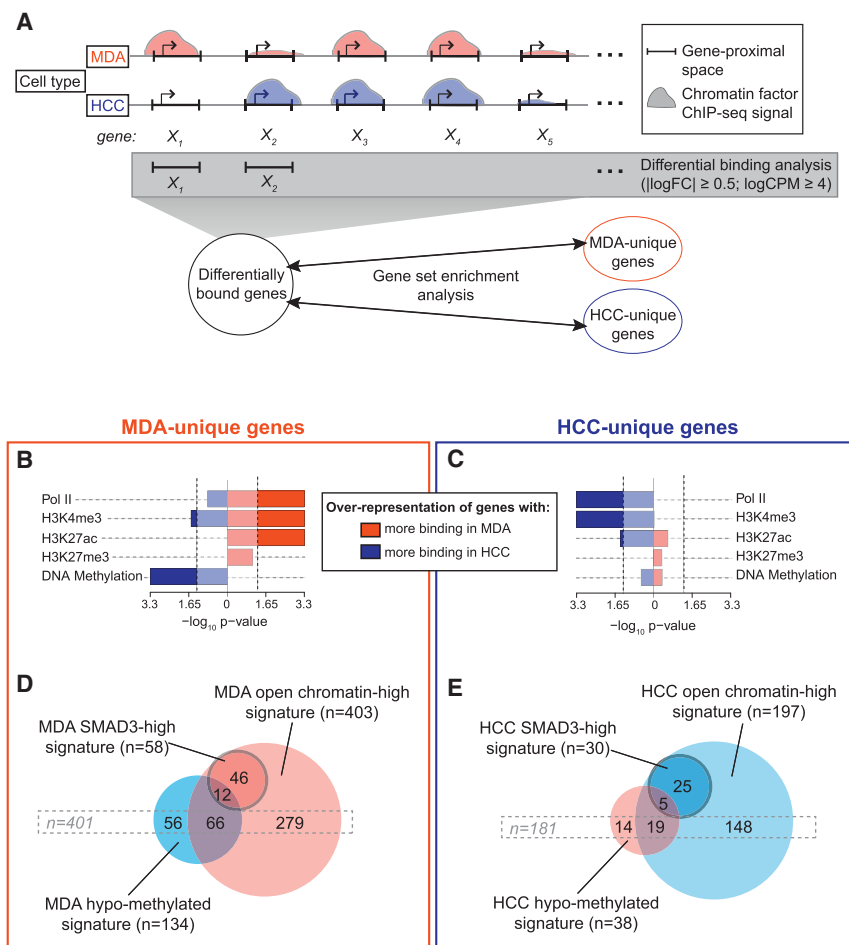 A
MDA
Cell type
HCC
gene:
X1 X2 X3 X4 X5
...
...
Gene-proximal
space
Chromatin factor
ChIP-seq signal
X1 X2
... Differential binding analysis
(|logFC| ≥ 0.5; logCPM ≥ 4)
Differentially
bound genes
Gene set enrichment
analysis
MDA-unique
genes
HCC-unique
genes
MDA-unique genes
B
Pol II
H3K4me3
H3K27ac
H3K27me3
DNA Methylation
3.3 1.65 0 1.65 3.3
−log10 p−value
Over-representation of genes with:
more binding in MDA
more binding in HCC
HCC-unique genes
C
Pol II
H3K4me3
H3K27ac
H3K27me3
DNA Methylation
3.3 1.65 0 1.65 3.3
−log10 p−value
D
MDA open chromatin-high
signature (n=403)
MDA SMAD3-high
signature (n=58)
46
12
n=401 56 66 279
MDA hypo-methylated
signature (n=134)
E
HCC open chromatin-high
signature (n=197)
HCC SMAD3-high
signature (n=30)
25
5
n=181 14 19 148
HCC hypo-methylated
signature (n=38)